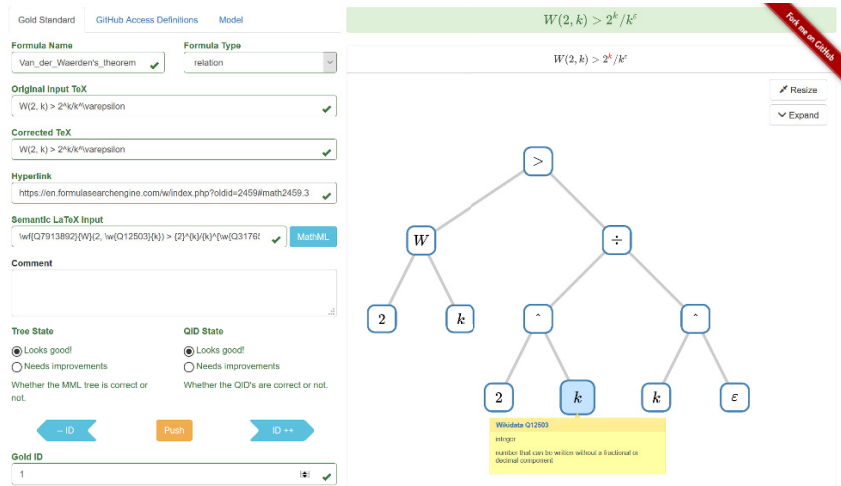 Gold Standard GitHub Access Definitions Model
Formula Name Formula Type
Van_der_Waerden's_theorem relation
Original Input TeX
W(2, k) > 2^k/k^\varepsilon
Corrected TeX
W(2, k) > 2^k/k^\varepsilon
Hyperlink
https://en.formulasearchengine.com/w/index.php?oldid=2459#math2459.3
Semantic LaTeX Input
\wf{Q7913892}{W}(2, \w{Q12503}{k}) > {2}^{k}/{k}^{\w{Q3176 MathML
Comment
Tree State QID State
Looks good! Looks good!
Needs improvements Needs improvements
Whether the MML tree is correct or Whether the QID's are correct or not.
not.
-- ID Push ID ++
Gold ID
1
W(2, k) > 2^k/k^ε
Fork me on GitHub
W(2, k) > 2^k/k^ε
Resize
Expand
>
W ÷
2 k ^ ^
2 k k ε
Wikidata Q12503
integer
number that can be written without a fractional or
decimal component